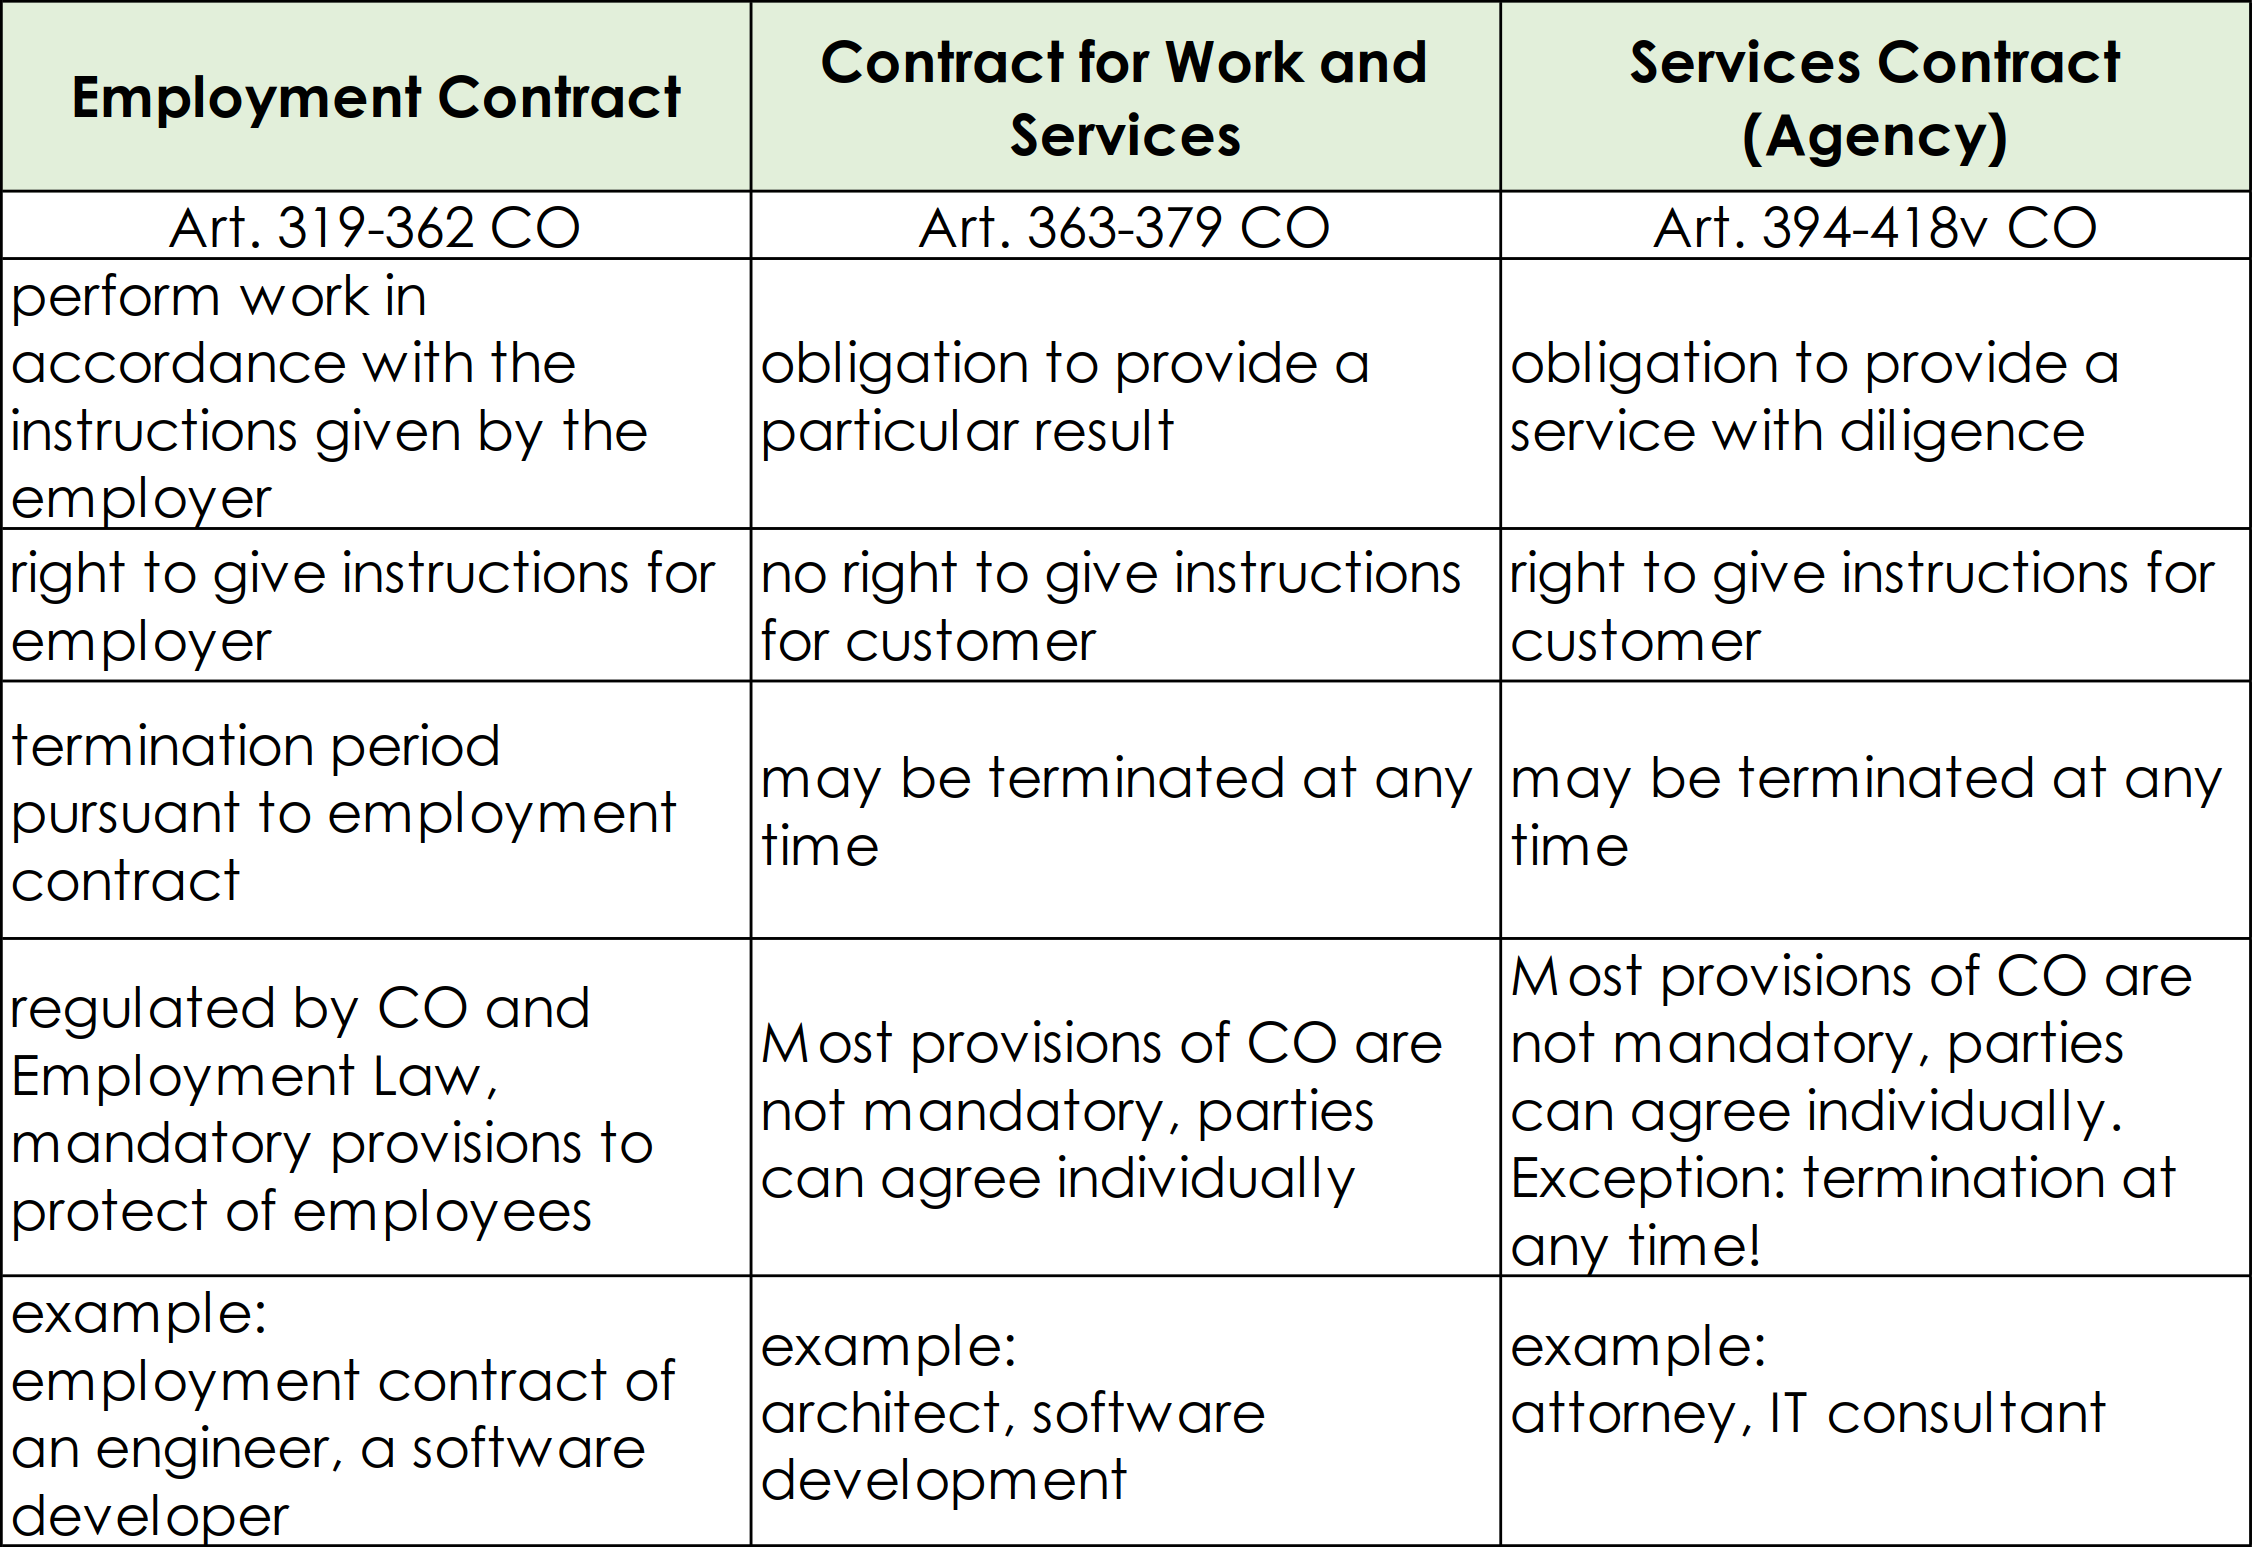 Employment Contract
Contract for Work and
Services
Services Contract
(Agency)
Art. 319-362 CO
Art. 363-379 CO
Art. 394-418v CO
perform work in
accordance with the
instructions given by the
employer
obligation to provide a
particular result
obligation to provide a
service with diligence
right to give instructions for
employer
no right to give instructions
for customer
right to give instructions for
customer
termination period
pursuant to employment
contract
may be terminated at any
time
may be terminated at any
time
regulated by CO and
Employment Law,
mandatory provisions to
protect of employees
Most provisions of CO are
not mandatory, parties
can agree individually
Most provisions of CO are
not mandatory, parties
can agree individually.
Exception: termination at
any time!
example:
employment contract of
an engineer, a software
developer
example:
architect, software
development
example:
attorney, IT consultant